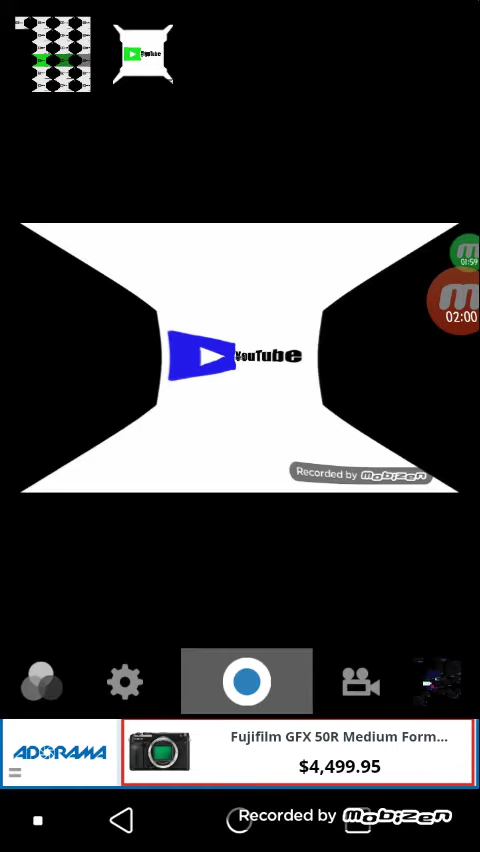 YouTube
01:59
02:00
YouTube
Recorded by mobizen
ADORAMA
Fujifilm GFX 50R Medium Form...
$4,499.95
Recorded by mobizen